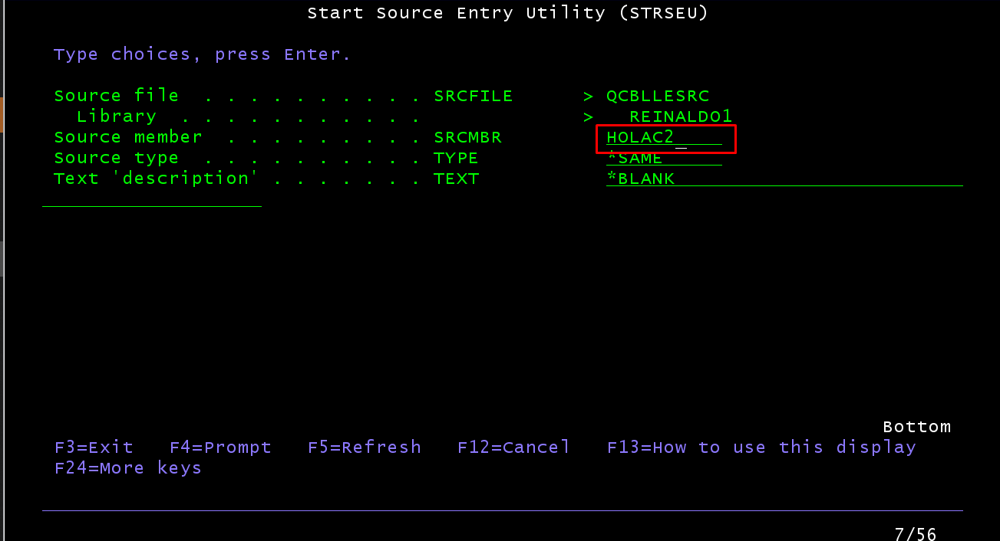 Start Source Entry Utility (STRSEU)
Type choices, press Enter.
Source file . . . . . . . . . . SRCFILE > QCBLLESRC
Library . . . . . . . . . . . > REINALDO1
Source member . . . . . . . . . SRCMBR HOLAC2_
Source type . . . . . . . . . . TYPE *SAME
Text 'description' . . . . . . . TEXT *BLANK
Bottom
F3=Exit F4=Prompt F5=Refresh F12=Cancel F13=How to use this display
F24=More keys
7/56